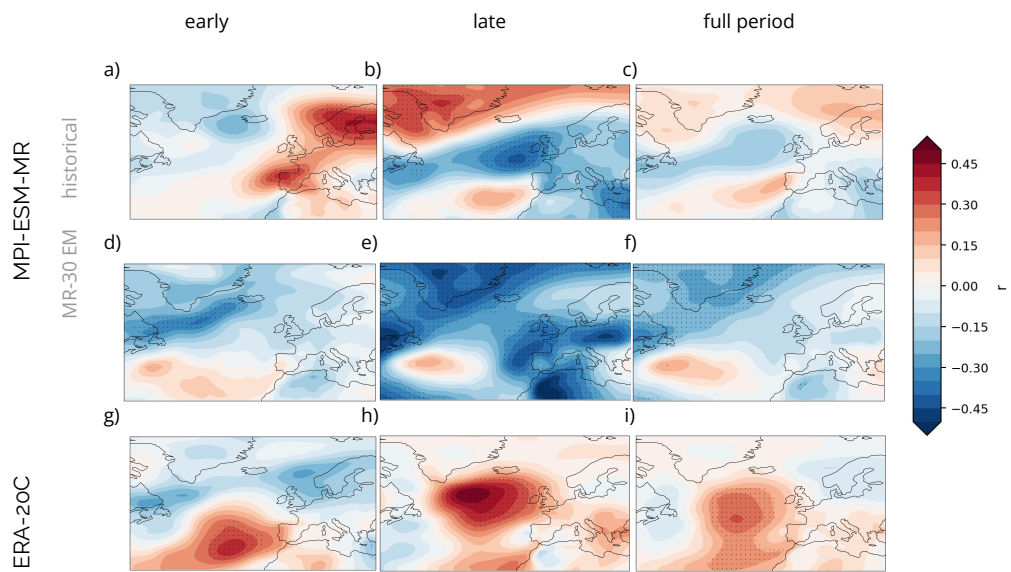 early
late
full period
a)
b)
c)
MPI-ESM-MR
historical
MR-30 EM
d)
e)
f)
g)
h)
i)
ERA-20C
0.45
0.30
0.15
0.00
−0.15
−0.30
−0.45
r